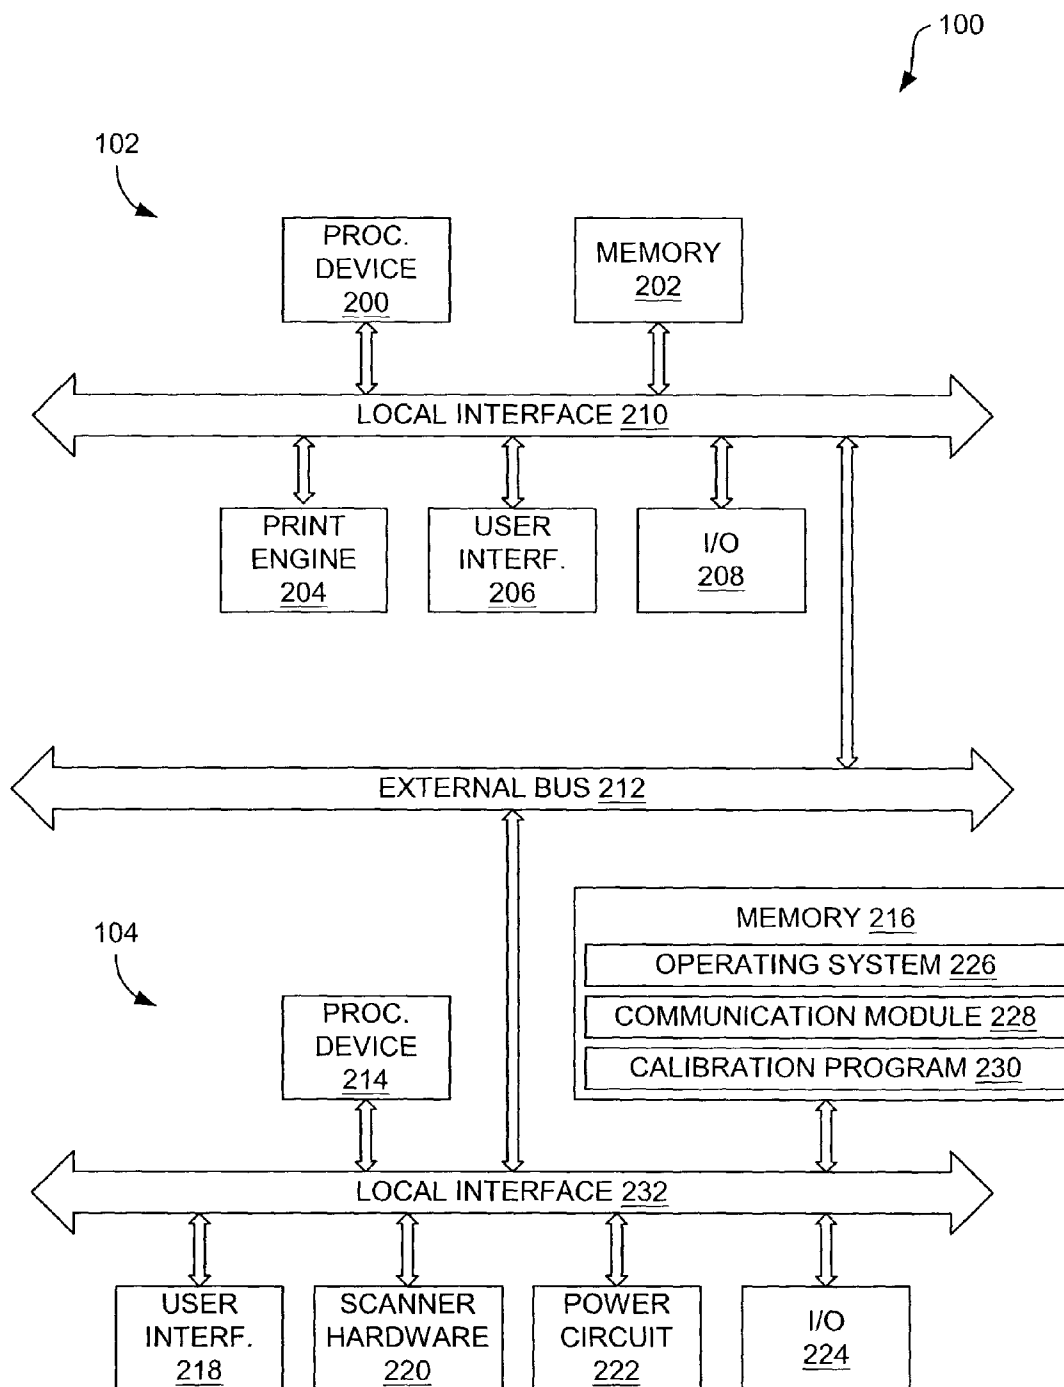 100
102
PROC.
DEVICE
200
MEMORY
202
LOCAL INTERFACE 210
PRINT
ENGINE
204
USER
INTERF.
206
I/O
208
EXTERNAL BUS 212
104
MEMORY 216
OPERATING SYSTEM 226
COMMUNICATION MODULE 228
CALIBRATION PROGRAM 230
PROC.
DEVICE
214
LOCAL INTERFACE 232
USER
INTERF.
218
SCANNER
HARDWARE
220
POWER
CIRCUIT
222
I/O
224